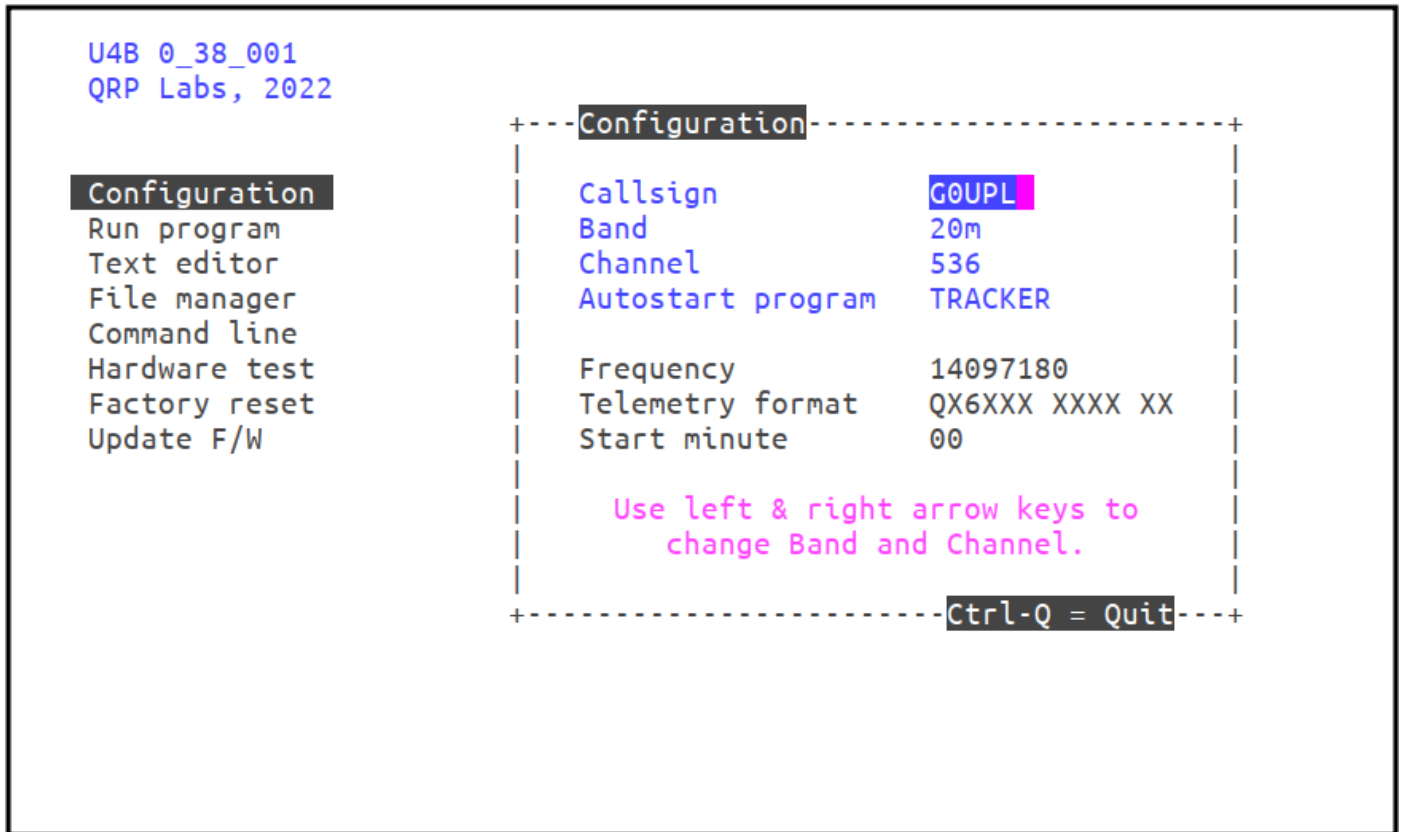 U4B 0_38_001
QRP Labs, 2022
+---Configuration------------------------+
Configuration
Run program
Text editor
File manager
Command line
Hardware test
Factory reset
Update F/W
Callsign G0UPL
Band 20m
Channel 536
Autostart program TRACKER
Frequency 14097180
Telemetry format QX6XXX XXXX XX
Start minute 00
Use left & right arrow keys to
change Band and Channel.
+-------------------------Ctrl-Q = Quit---+